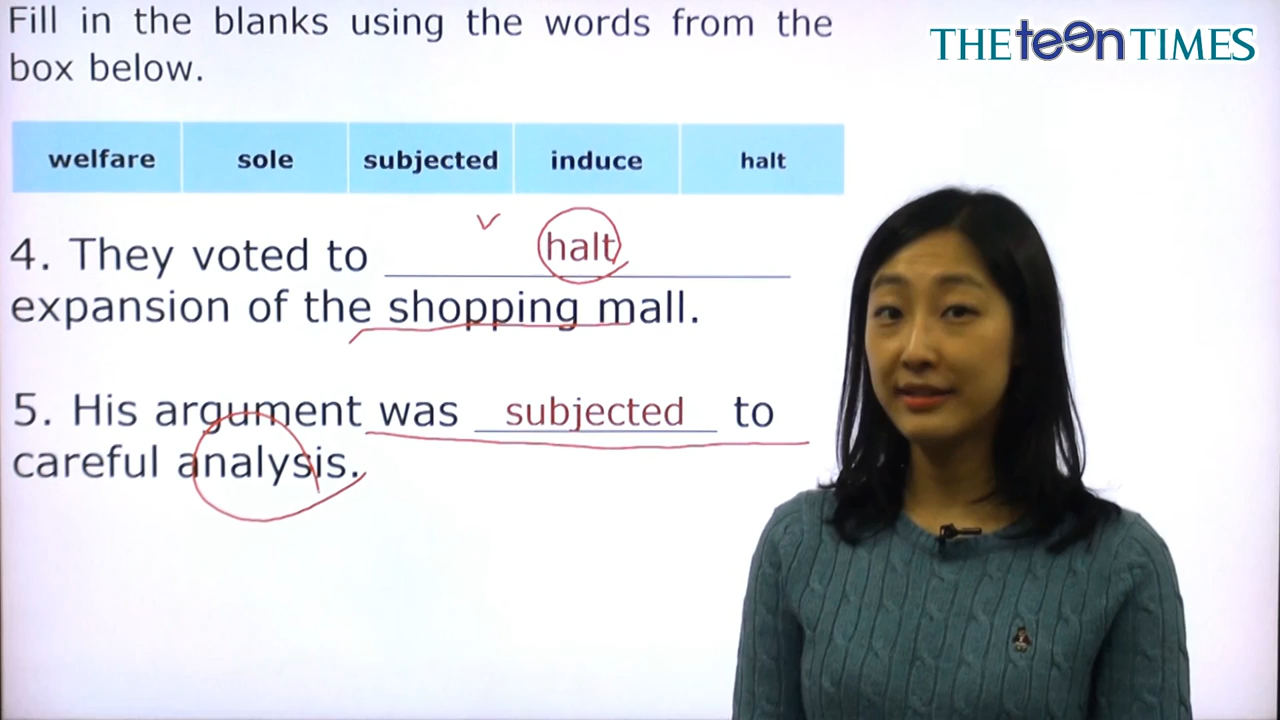 Fill in the blanks using the words from the
THE teen TIMES
box below.
welfare sole subjected induce halt
4. They voted to halt
expansion of the shopping mall.
5. His argument was subjected to
careful analysis.